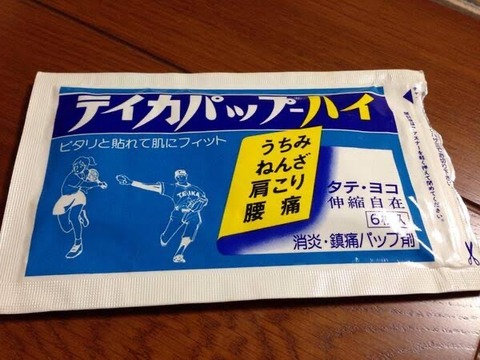 テイカパップーハイ
ピタリと貼れて肌にフィット
うちみ
ねんざ
肩こり
腰痛
TEIKA
タテ・ヨコ
伸縮自在
6枚入
消炎・鎮痛パップ剤